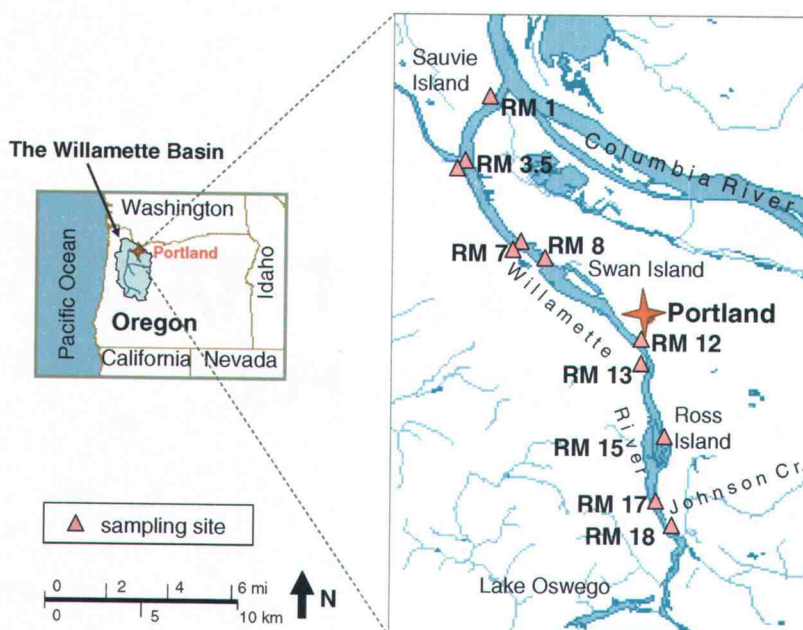 The Willamette Basin
Washington
Portland
Pacific Ocean
Idaho
Oregon
California
Nevada
sampling site
0 2 4 6 mi
0 5 10 km
N
Sauvie
Island
RM 1
Columbia River
RM 3.5
RM 7
RM 8
Swan Island
Willamette
River
Portland
RM 12
RM 13
Ross
Island
RM 15
RM 17
Johnson Cr.
RM 18
Lake Oswego